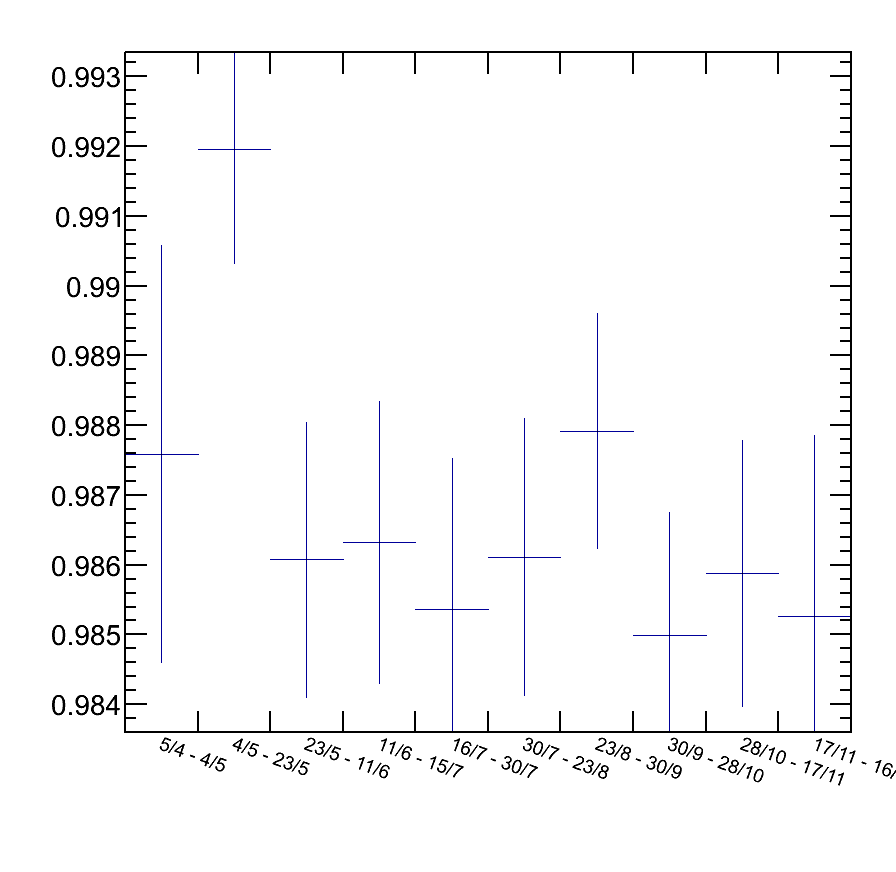 0.993
0.992
0.991
0.99
0.989
0.988
0.987
0.986
0.985
0.984
5/4 - 4/5
4/5 - 23/5
23/5 - 11/6
11/6 - 15/7
16/7 - 30/7
30/7 - 23/8
23/8 - 30/9
30/9 - 28/10
28/10 - 17/11
17/11 - 16/